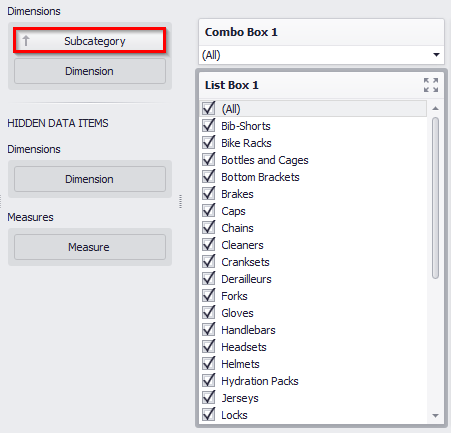 Dimensions
Subcategory
Dimension
HIDDEN DATA ITEMS
Dimensions
Dimension
Measures
Measure
Combo Box 1
(All)
List Box 1
(All)
Bib-Shorts
Bike Racks
Bottles and Cages
Bottom Brackets
Brakes
Caps
Chains
Cleaners
Cranksets
Derailleurs
Forks
Gloves
Handlebars
Headsets
Helmets
Hydration Packs
Jerseys
Locks